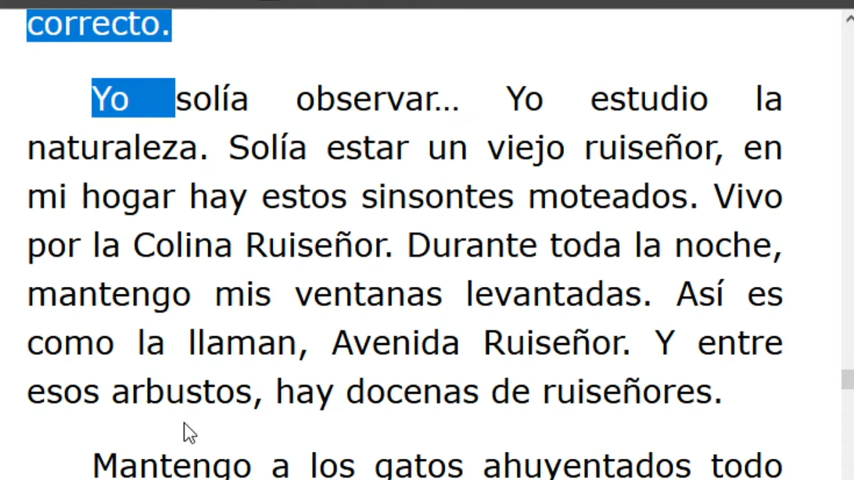 correcto.
Yo solía observar… Yo estudio la
naturaleza. Solía estar un viejo ruiseñor, en
mi hogar hay estos sinsontes moteados. Vivo
por la Colina Ruiseñor. Durante toda la noche,
mantengo mis ventanas levantadas. Así es
como la llaman, Avenida Ruiseñor. Y entre
esos arbustos, hay docenas de ruiseñores.
Mantengo a los gatos ahuyentados todo